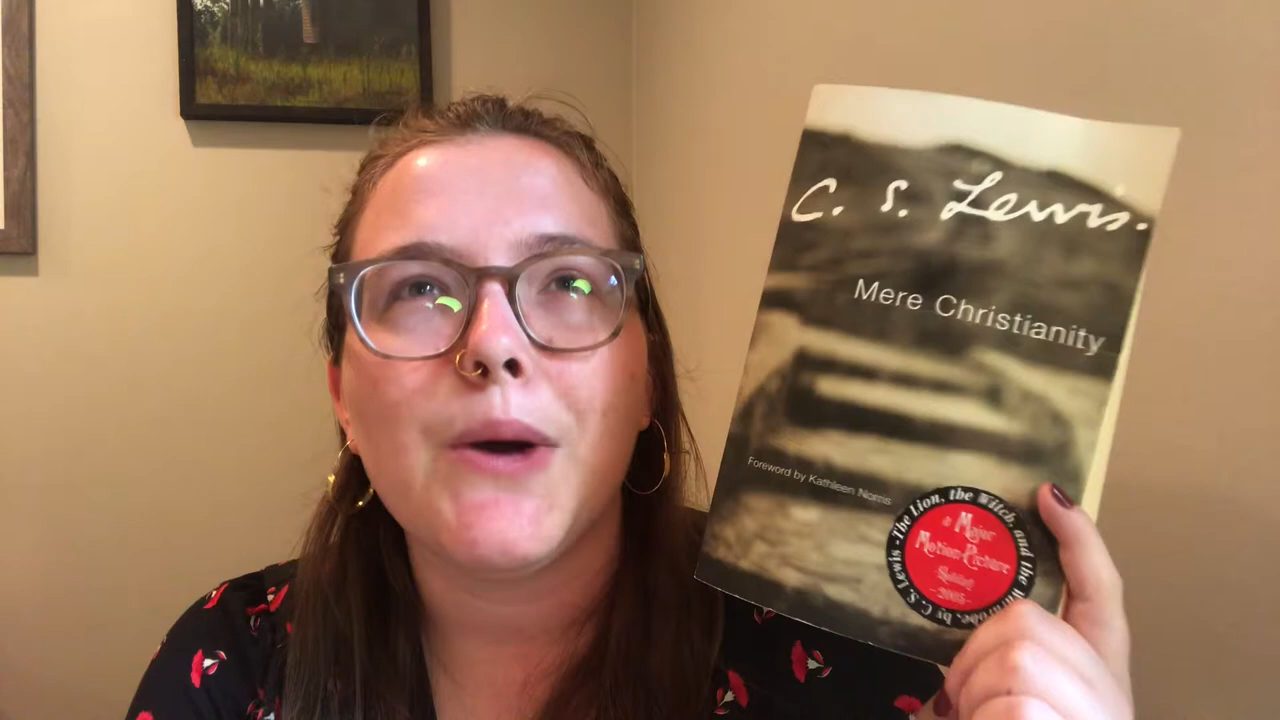 C. S. Lewis.
Mere Christianity
Foreword by Kathleen Norris
The Lion, the Witch, and the Wardrobe, by C. S. Lewis -
a Major
Motion Picture
-2005-